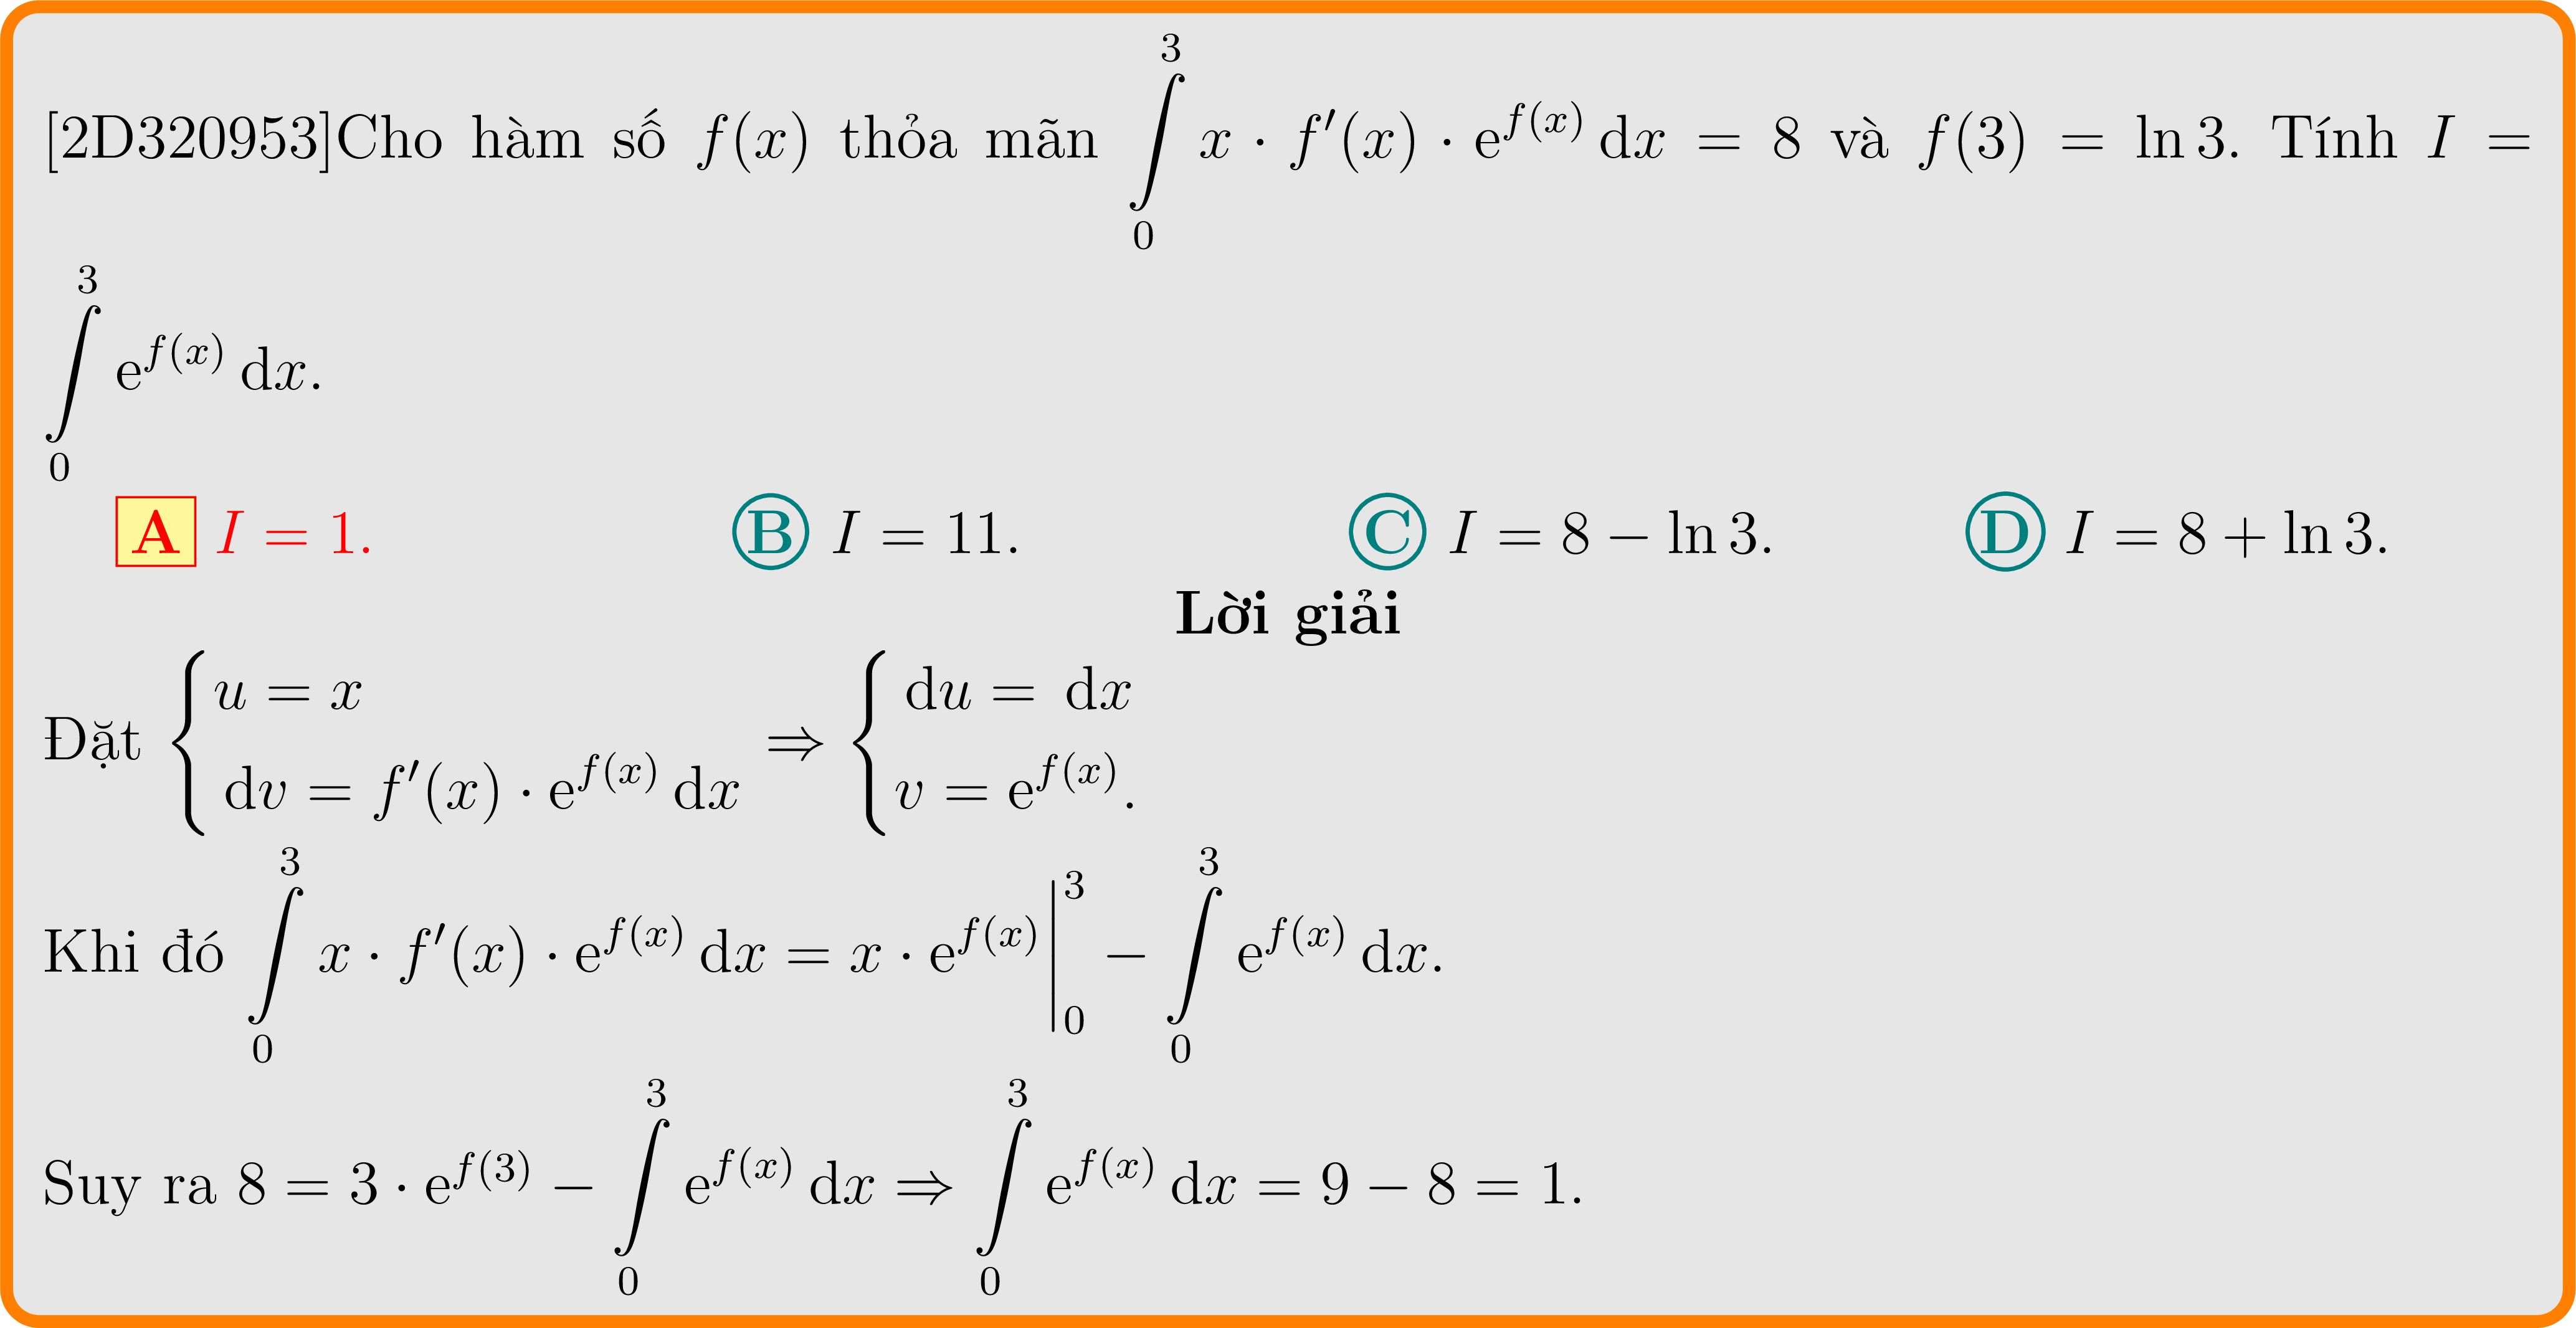 [2D320953]Cho hàm số $f(x)$ thỏa mãn $\int\limits_0^3 x \cdot f'(x) \cdot \mathrm{e}^{f(x)} \, \mathrm{d}x = 8$ và $f(3) = \ln 3$. Tính $I =$
$\int\limits_0^3 \mathrm{e}^{f(x)} \, \mathrm{d}x.$
A $I = 1.$ B $I = 11.$ C $I = 8 - \ln 3.$ D $I = 8 + \ln 3.$
Lời giải
Đặt $\begin{cases} u = x \\ \mathrm{d}v = f'(x) \cdot \mathrm{e}^{f(x)} \, \mathrm{d}x \end{cases} \Rightarrow \begin{cases} \mathrm{d}u = \mathrm{d}x \\ v = \mathrm{e}^{f(x)}. \end{cases}$
Khi đó $\int\limits_0^3 x \cdot f'(x) \cdot \mathrm{e}^{f(x)} \, \mathrm{d}x = x \cdot \mathrm{e}^{f(x)} \Big|_0^3 - \int\limits_0^3 \mathrm{e}^{f(x)} \, \mathrm{d}x.$
Suy ra $8 = 3 \cdot \mathrm{e}^{f(3)} - \int\limits_0^3 \mathrm{e}^{f(x)} \, \mathrm{d}x \Rightarrow \int\limits_0^3 \mathrm{e}^{f(x)} \, \mathrm{d}x = 9 - 8 = 1.$